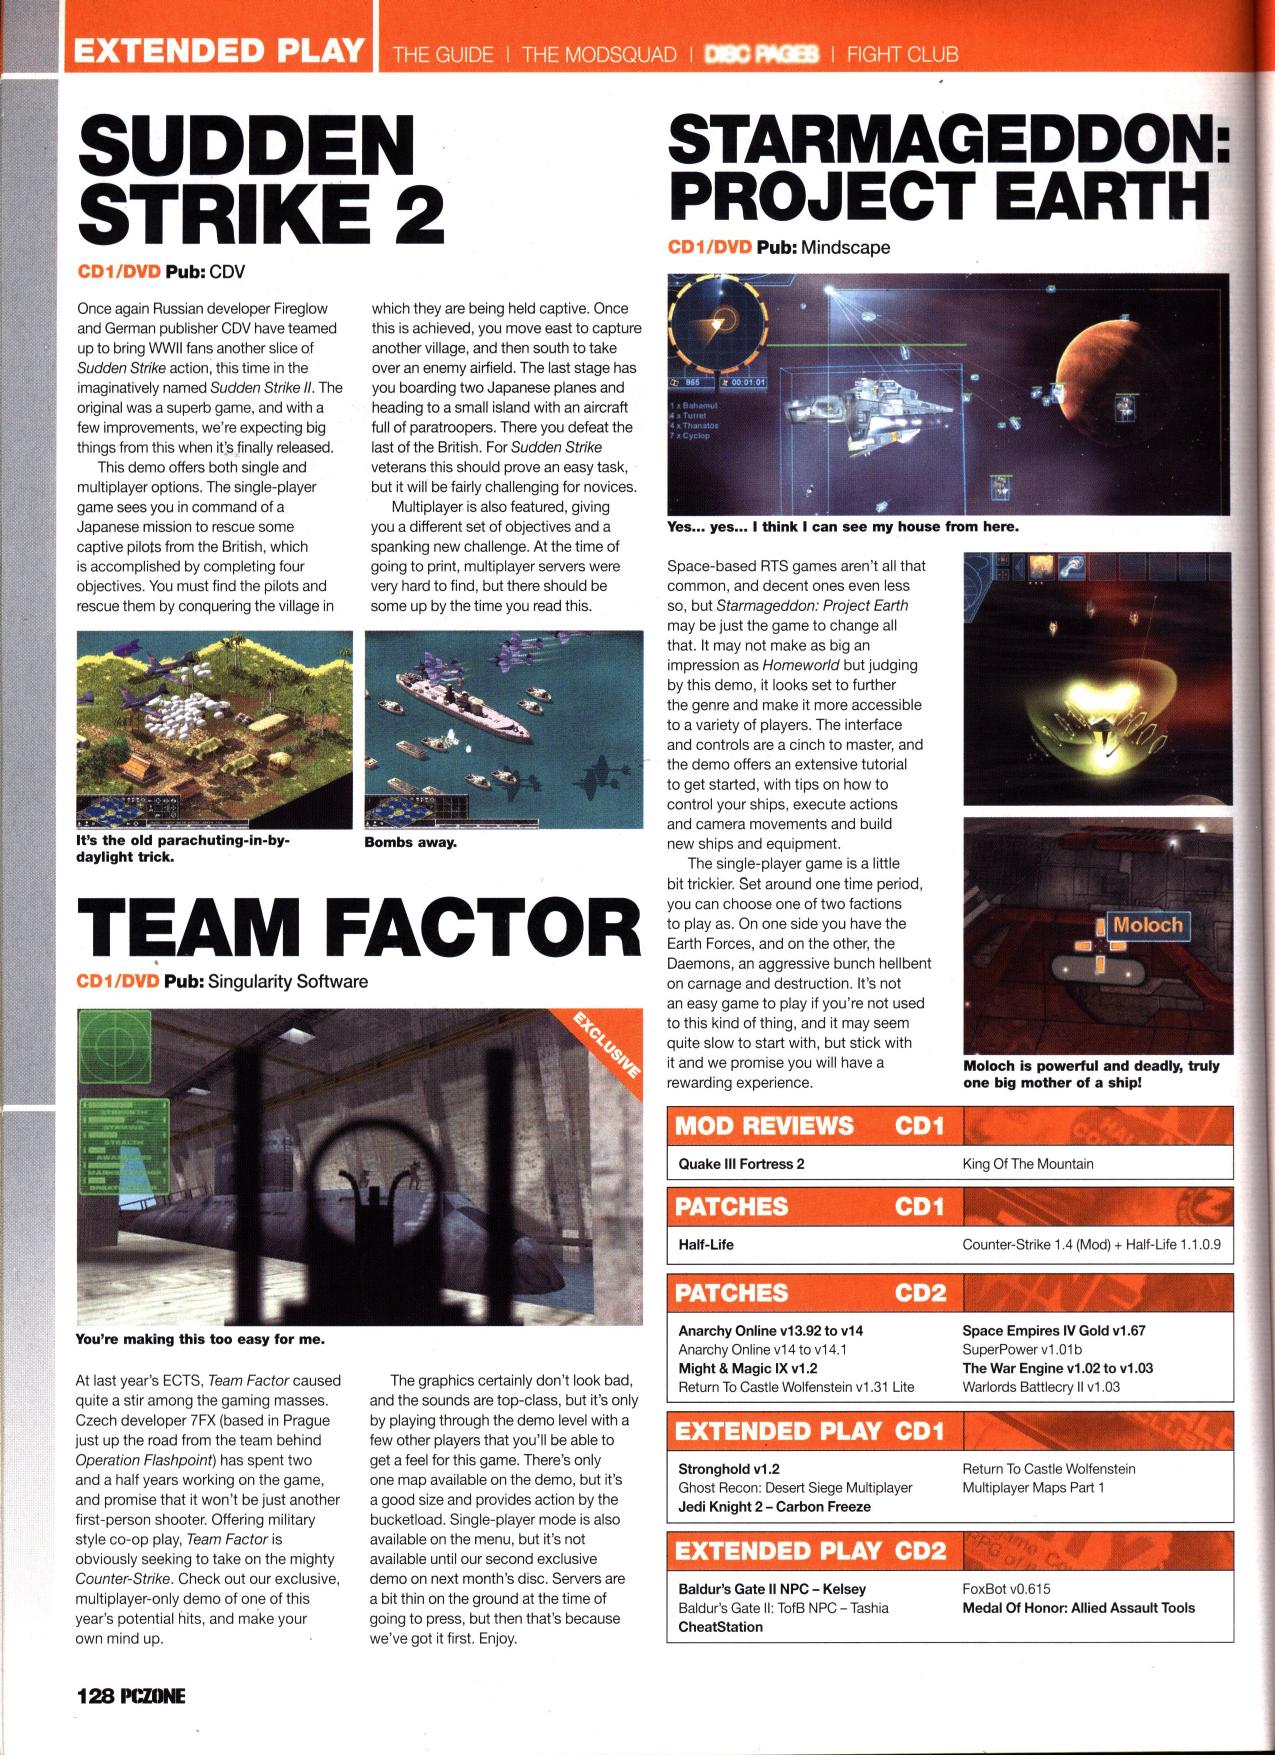 EXTENDED PLAY
THE GUIDE | THE MODSQUAD | DISC PAGES | FIGHT CLUB
SUDDEN
STRIKE 2
CD1/DVD Pub: CDV
Once again Russian developer Fireglow
and German publisher CDV have teamed
up to bring WWII fans another slice of
Sudden Strike action, this time in the
imaginatively named Sudden Strike II. The
original was a superb game, and with a
few improvements, we're expecting big
things from this when it's finally released.
This demo offers both single and
multiplayer options. The single-player
game sees you in command of a
Japanese mission to rescue some
captive pilots from the British, which
is accomplished by completing four
objectives. You must find the pilots and
rescue them by conquering the village in
which they are being held captive. Once
this is achieved, you move east to capture
another village, and then south to take
over an enemy airfield. The last stage has
you boarding two Japanese planes and
heading to a small island with an aircraft
full of paratroopers. There you defeat the
last of the British. For Sudden Strike
veterans this should prove an easy task,
but it will be fairly challenging for novices.
Multiplayer is also featured, giving
you a different set of objectives and a
spanking new challenge. At the time of
going to print, multiplayer servers were
very hard to find, but there should be
some up by the time you read this.
It's the old parachuting-in-by-
daylight trick.
Bombs away.
TEAM FACTOR
CD1/DVD Pub: Singularity Software
EXCLUSIVE
STRENGTH
STAMINA
STEALTH
You're making this too easy for me.
At last year's ECTS, Team Factor caused
quite a stir among the gaming masses.
Czech developer 7FX (based in Prague
just up the road from the team behind
Operation Flashpoint) has spent two
and a half years working on the game,
and promise that it won't be just another
first-person shooter. Offering military
style co-op play, Team Factor is
obviously seeking to take on the mighty
Counter-Strike. Check out our exclusive,
multiplayer-only demo of one of this
year's potential hits, and make your
own mind up.
The graphics certainly don't look bad,
and the sounds are top-class, but it's only
by playing through the demo level with a
few other players that you'll be able to
get a feel for this game. There's only
one map available on the demo, but it's
a good size and provides action by the
bucketload. Single-player mode is also
available on the menu, but it's not
available until our second exclusive
demo on next month's disc. Servers are
a bit thin on the ground at the time of
going to press, but then that's because
we've got it first. Enjoy.
STARMAGEDDON:
PROJECT EARTH
CD1/DVD Pub: Mindscape
865 00:01:01
1 x Bahamut
4 x Turret
4 x Thanatos
7 x Cyclop
Yes... yes... I think I can see my house from here.
Space-based RTS games aren't all that
common, and decent ones even less
so, but Starmageddon: Project Earth
may be just the game to change all
that. It may not make as big an
impression as Homeworld but judging
by this demo, it looks set to further
the genre and make it more accessible
to a variety of players. The interface
and controls are a cinch to master, and
the demo offers an extensive tutorial
to get started, with tips on how to
control your ships, execute actions
and camera movements and build
new ships and equipment.
The single-player game is a little
bit trickier. Set around one time period,
you can choose one of two factions
to play as. On one side you have the
Earth Forces, and on the other, the
Daemons, an aggressive bunch hellbent
on carnage and destruction. It's not
an easy game to play if you're not used
to this kind of thing, and it may seem
quite slow to start with, but stick with
it and we promise you will have a
rewarding experience.
Moloch
Moloch is powerful and deadly, truly
one big mother of a ship!
MOD REVIEWS CD1
Quake III Fortress 2
King Of The Mountain
PATCHES CD1
Half-Life
Counter-Strike 1.4 (Mod) + Half-Life 1.1.0.9
PATCHES CD2
Anarchy Online v13.92 to v14
Anarchy Online v14 to v14.1
Might & Magic IX v1.2
Return To Castle Wolfenstein v1.31 Lite
Space Empires IV Gold v1.67
SuperPower v1.01b
The War Engine v1.02 to v1.03
Warlords Battlecry II v1.03
EXTENDED PLAY CD1
Stronghold v1.2
Ghost Recon: Desert Siege Multiplayer
Jedi Knight 2 – Carbon Freeze
Return To Castle Wolfenstein
Multiplayer Maps Part 1
EXTENDED PLAY CD2
Baldur's Gate II NPC – Kelsey
Baldur's Gate II: TofB NPC – Tashia
CheatStation
FoxBot v0.615
Medal Of Honor: Allied Assault Tools
128 PCZONE